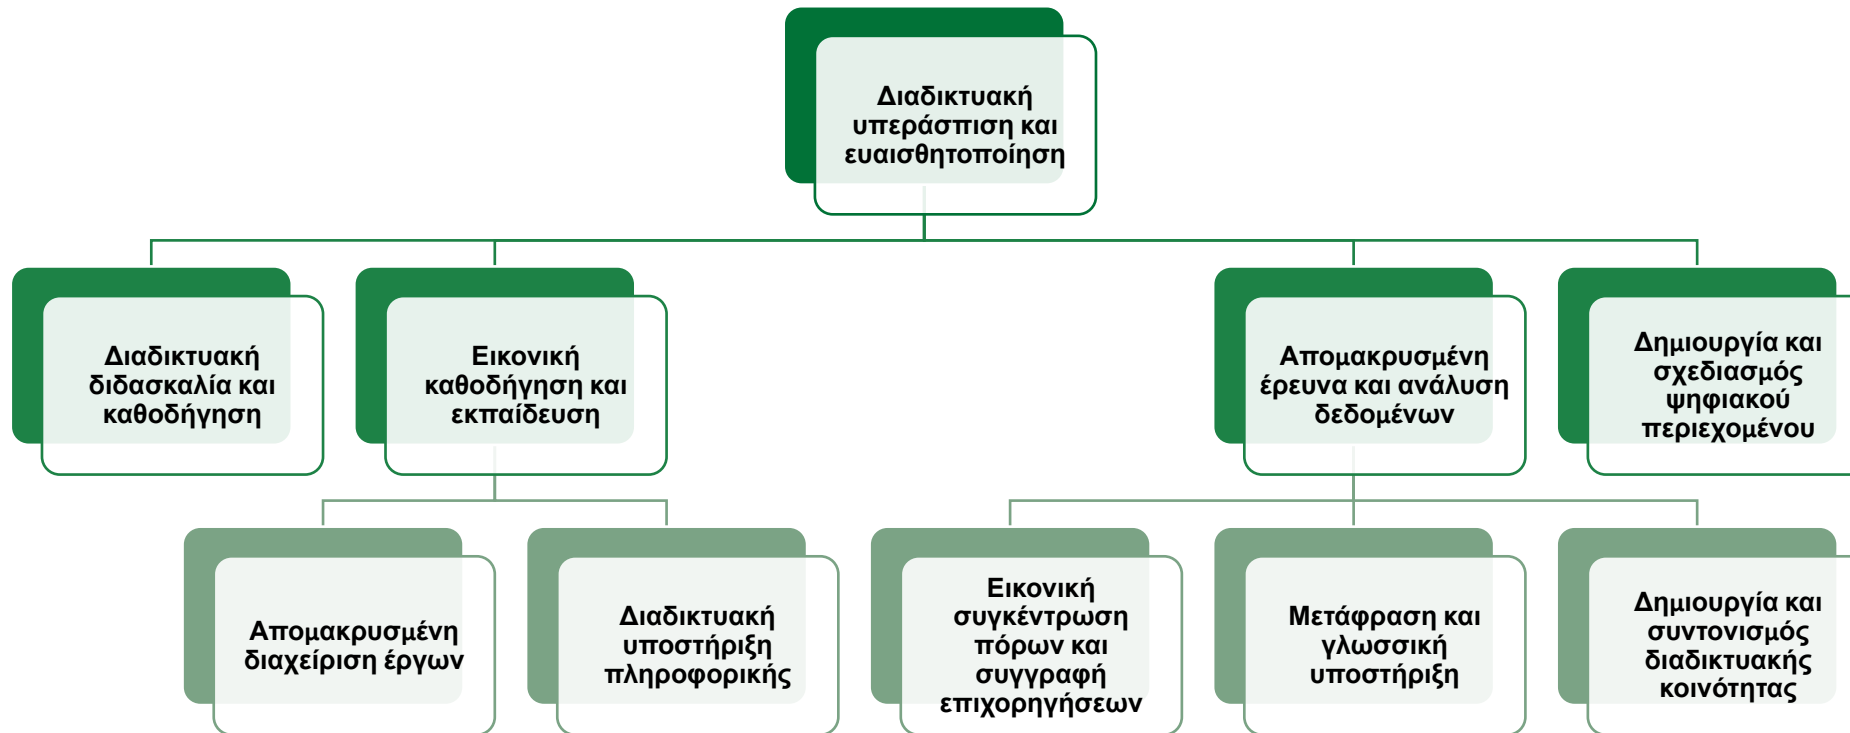 Διαδικτυακή
υπεράσπιση και
ευαισθητοποίηση
Διαδικτυακή
διδασκαλία και
καθοδήγηση
Εικονική
καθοδήγηση και
εκπαίδευση
Απομακρυσμένη
έρευνα και ανάλυση
δεδομένων
Δημιουργία και
σχεδιασμός
ψηφιακού
περιεχομένου
Απομακρυσμένη
διαχείριση έργων
Διαδικτυακή
υποστήριξη
πληροφορικής
Εικονική
συγκέντρωση
πόρων και
συγγραφή
επιχορηγήσεων
Μετάφραση και
γλωσσική
υποστήριξη
Δημιουργία και
συντονισμός
διαδικτυακής
κοινότητας